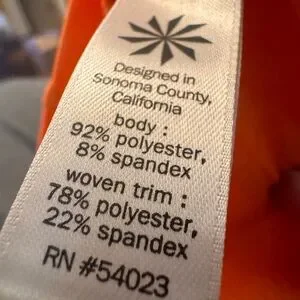 Designed in
Sonoma County,
California
body :
92% polyester,
8% spandex
woven trim :
78% polyester,
22% spandex
RN #54023